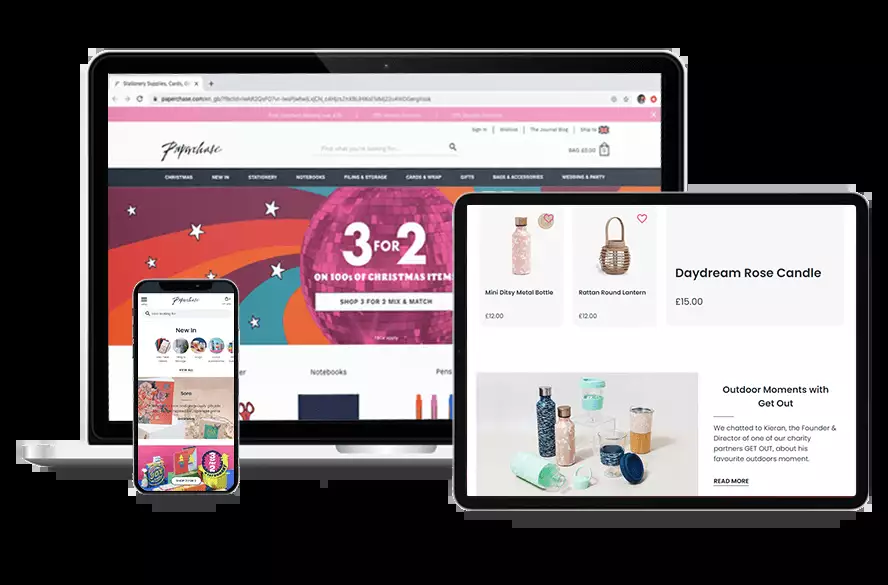 Stationery Supplies, Cards, G
Paperchase
Sign In
Wishlist
The Journal Blog
Ship to
Find what you're looking for...
BAG £0.00
CHRISTMAS
NEW IN
STATIONERY
NOTEBOOKS
FILING & STORAGE
CARDS & WRAP
GIFTS
BAGS & ACCESSORIES
WEDDING & PARTY
3 FOR 2
ON 100s OF CHRISTMAS ITEM
SHOP 3 FOR 2 MIX & MATCH
T&Cs apply
er
Notebooks
Pens
Paperchase
New In
VIEW ALL
Sara
SHOP 3 FOR 2
Mini Ditsy Metal Bottle
£12.00
Rattan Round Lantern
£12.00
Daydream Rose Candle
£15.00
Outdoor Moments with
Get Out
We chatted to Kieran, the Founder &
Director of one of our charity
partners GET OUT, about his
favourite outdoors moment.
READ MORE